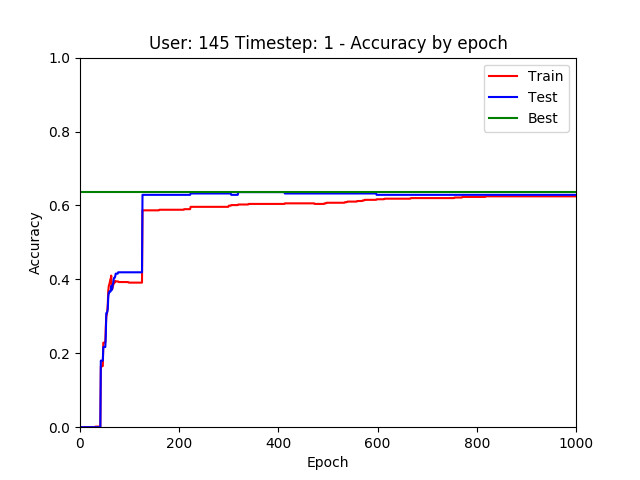 User: 145 Timestep: 1 - Accuracy by epoch
1.0
0.8
0.6
0.4
0.2
0.0
Accuracy
Train
Test
Best
0 200 400 600 800 1000
Epoch